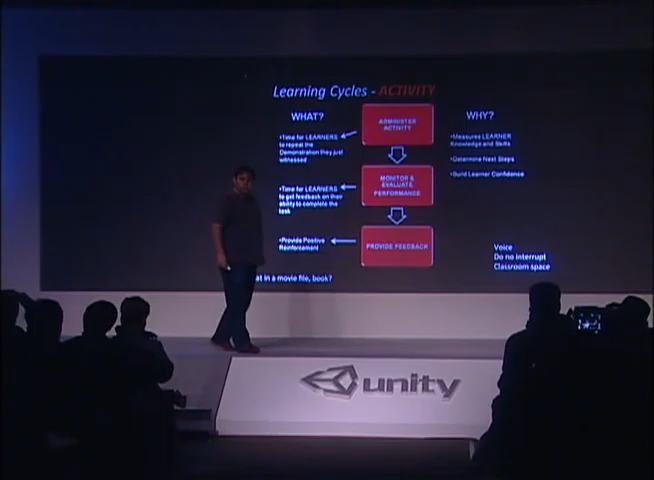 Learning Cycles - ACTIVITY
WHAT?
•Time for LEARNERS
to repeat the
Demonstration they just
witnessed
•Time for LEARNERS
to get feedback on their
ability to complete the
task
•Provide Positive
Reinforcement
ADMINISTER
ACTIVITY
MONITOR &
EVALUATE
PERFORMANCE
PROVIDE FEEDBACK
WHY?
•Measures LEARNER
Knowledge and Skills
•Determine Next Steps
•Build Learner Confidence
Voice
Do no interrupt
Classroom space
at in a movie file, book?
unity